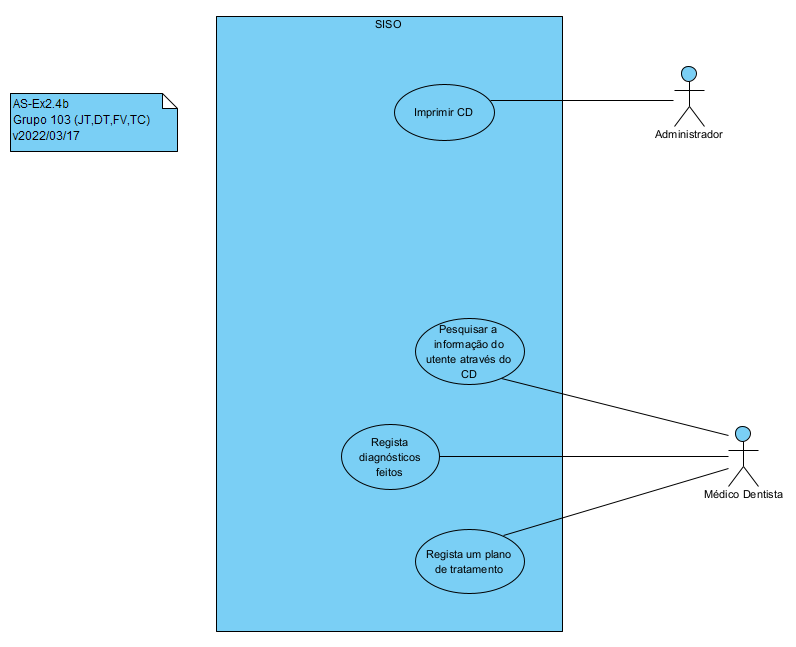 SISO
AS-Ex2.4b
Grupo 103 (JT,DT,FV,TC)
v2022/03/17
Imprimir CD
Administrador
Pesquisar a
informação do
utente através do
CD
Regista
diagnósticos
feitos
Médico Dentista
Regista um plano
de tratamento